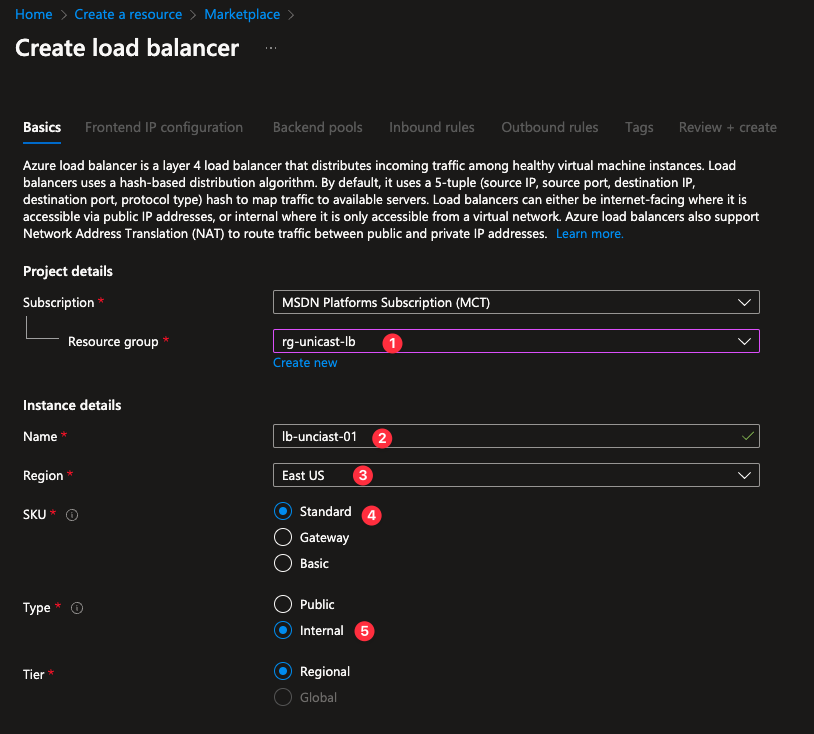 Home > Create a resource > Marketplace >
Create load balancer ...
Basics Frontend IP configuration Backend pools Inbound rules Outbound rules Tags Review + create
Azure load balancer is a layer 4 load balancer that distributes incoming traffic among healthy virtual machine instances. Load
balancers uses a hash-based distribution algorithm. By default, it uses a 5-tuple (source IP, source port, destination IP,
destination port, protocol type) hash to map traffic to available servers. Load balancers can either be internet-facing where it is
accessible via public IP addresses, or internal where it is only accessible from a virtual network. Azure load balancers also support
Network Address Translation (NAT) to route traffic between public and private IP addresses. Learn more.
Project details
Subscription * MSDN Platforms Subscription (MCT)
Resource group * rg-unicast-lb 1
Create new
Instance details
Name * lb-unciast-01 2
Region * East US 3
SKU * Standard 4
Gateway
Basic
Type * Public
Internal 5
Tier * Regional
Global